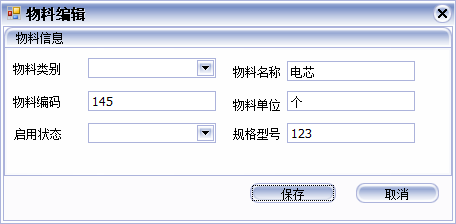 物料编辑
物料信息
物料类别 物料名称 电芯
物料编码 145 物料单位 个
启用状态 规格型号 123
保存 取消